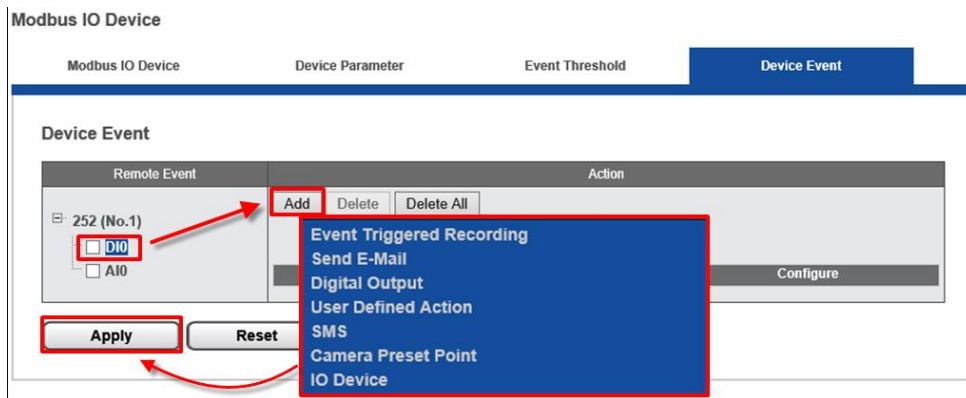 Modbus IO Device
Modbus IO Device Device Parameter Event Threshold Device Event
Device Event
Remote Event Action
Add Delete Delete All
252 (No.1)
DI0
AI0
Event Triggered Recording
Send E-Mail
Digital Output
User Defined Action
SMS
Camera Preset Point
IO Device
Configure
Apply Reset